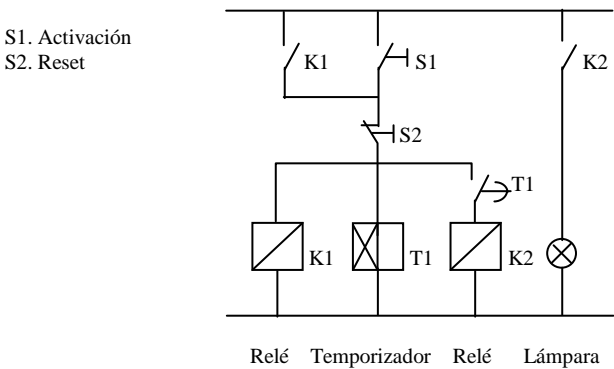 S1. Activación
S2. Reset
K1
S1
K2
S2
T1
K1
T1
K2
Relé Temporizador Relé Lámpara